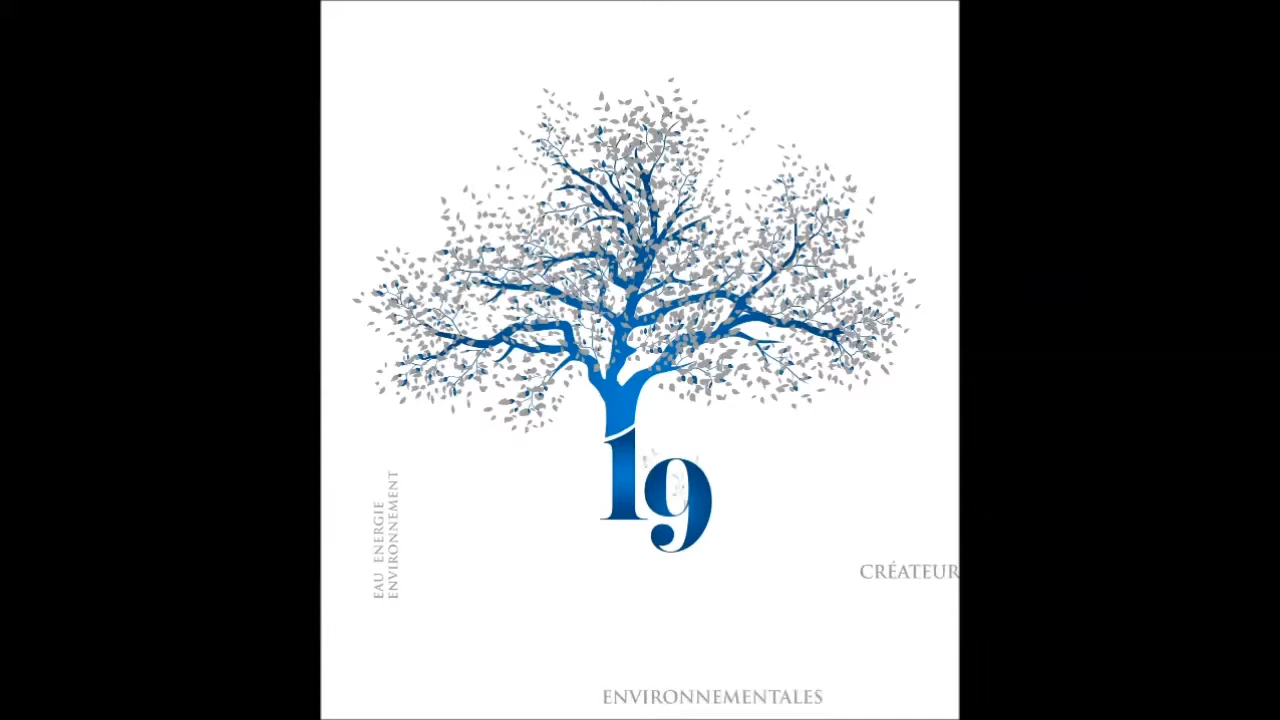 19
EAU ENERGIE
ENVIRONNEMENT
CRÉATEUR
ENVIRONNEMENTALES